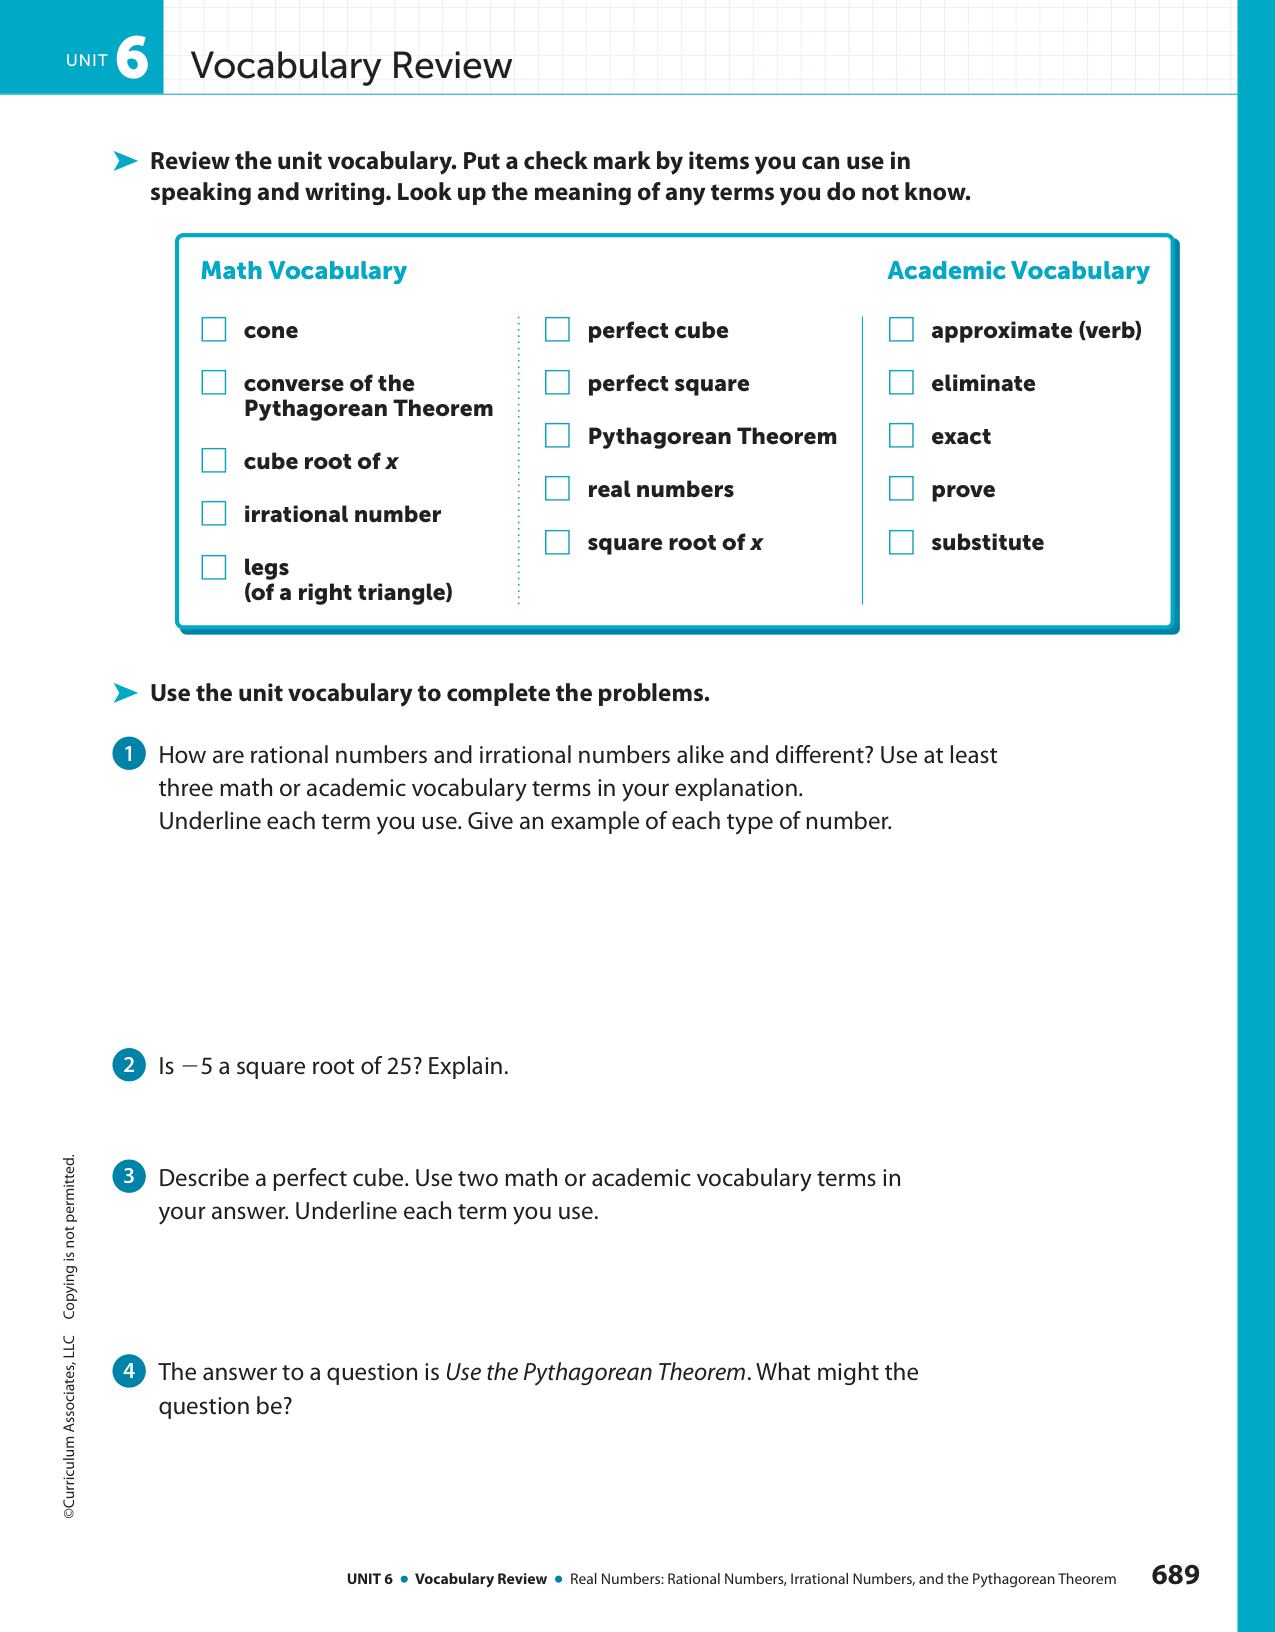 UNIT 6 Vocabulary Review
➤ Review the unit vocabulary. Put a check mark by items you can use in
speaking and writing. Look up the meaning of any terms you do not know.
Math Vocabulary
cone
converse of the
Pythagorean Theorem
cube root of x
irrational number
legs
(of a right triangle)
perfect cube
perfect square
Pythagorean Theorem
real numbers
square root of x
Academic Vocabulary
approximate (verb)
eliminate
exact
prove
substitute
➤ Use the unit vocabulary to complete the problems.
1 How are rational numbers and irrational numbers alike and different? Use at least
three math or academic vocabulary terms in your explanation.
Underline each term you use. Give an example of each type of number.
2 Is −5 a square root of 25? Explain.
3 Describe a perfect cube. Use two math or academic vocabulary terms in
your answer. Underline each term you use.
4 The answer to a question is Use the Pythagorean Theorem. What might the
question be?
©Curriculum Associates, LLC Copying is not permitted.
UNIT 6 • Vocabulary Review • Real Numbers: Rational Numbers, Irrational Numbers, and the Pythagorean Theorem 689